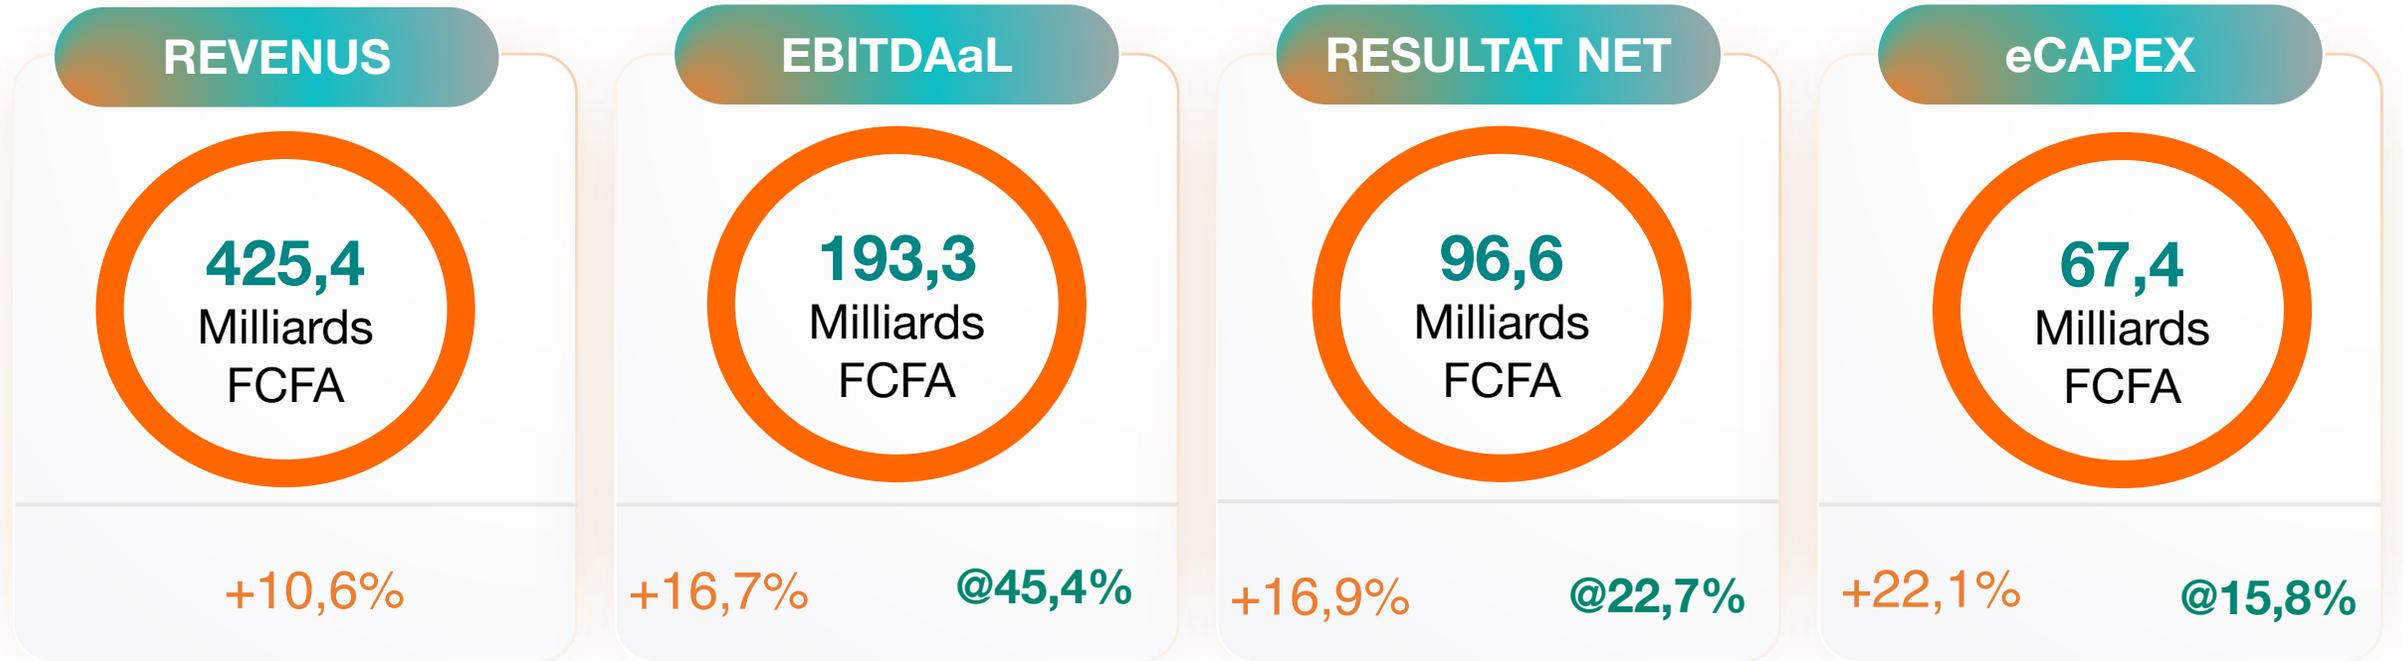 REVENUS
425,4
Milliards
FCFA
+10,6%
EBITDAaL
193,3
Milliards
FCFA
+16,7%
@45,4%
RESULTAT NET
96,6
Milliards
FCFA
+16,9%
@22,7%
eCAPEX
67,4
Milliards
FCFA
+22,1%
@15,8%